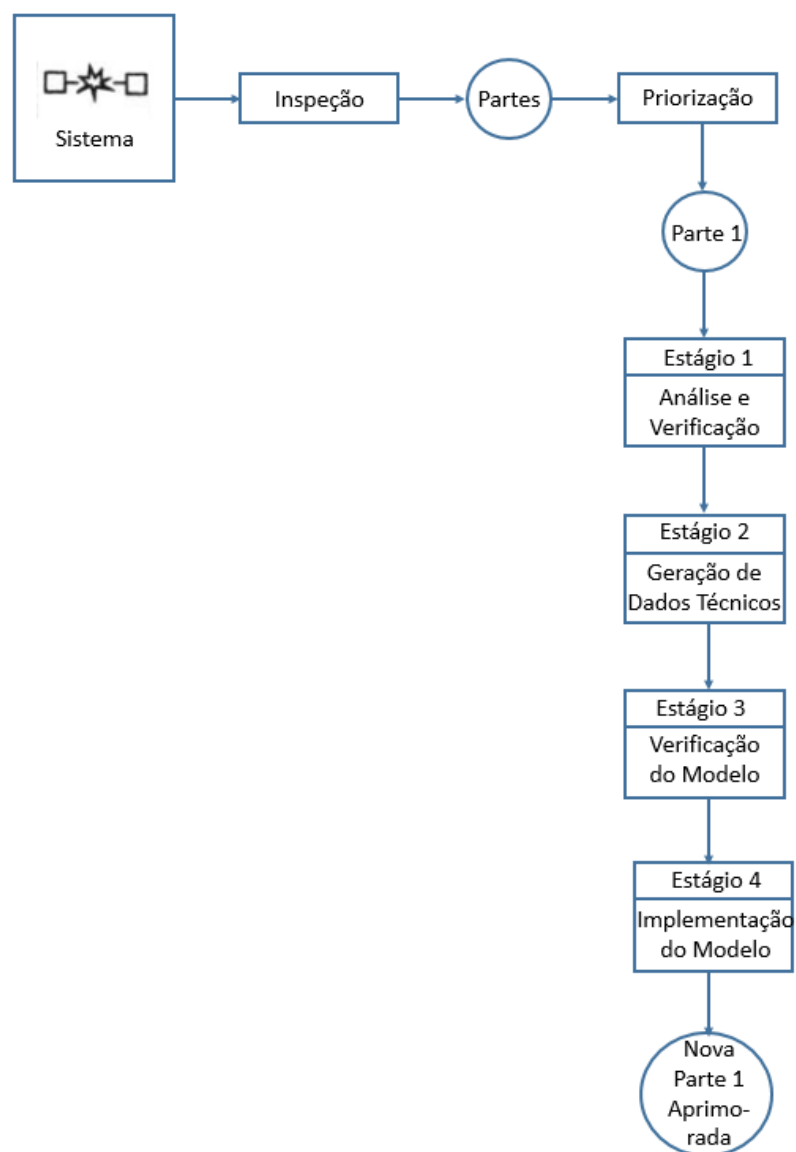 Sistema
Inspeção
Partes
Priorização
Parte 1
Estágio 1
Análise e
Verificação
Estágio 2
Geração de
Dados Técnicos
Estágio 3
Verificação
do Modelo
Estágio 4
Implementação
do Modelo
Nova
Parte 1
Aprimo-
rada